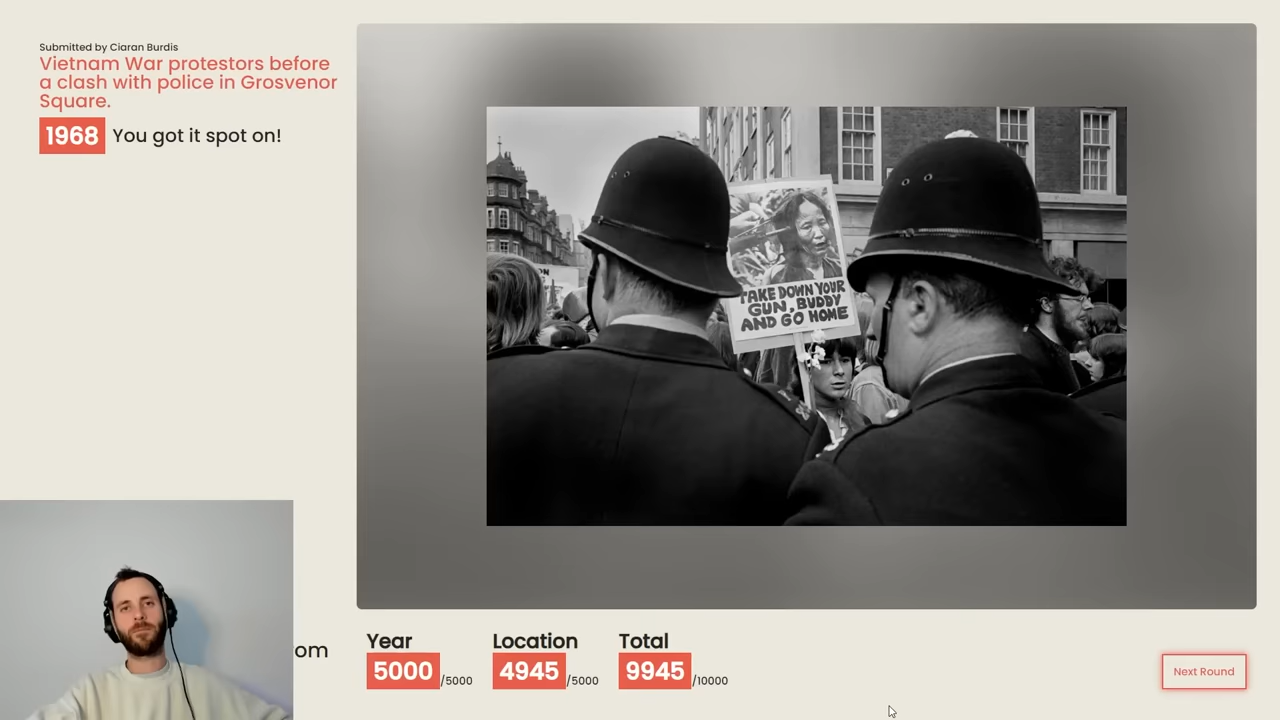 Submitted by Ciaran Burdis
Vietnam War protestors before
a clash with police in Grosvenor
Square.
1968 You got it spot on!
TAKE DOWN YOUR
GUN, BUDDY
AND GO HOME
om
Year Location Total
5000/5000 4945/5000 9945/10000
Next Round